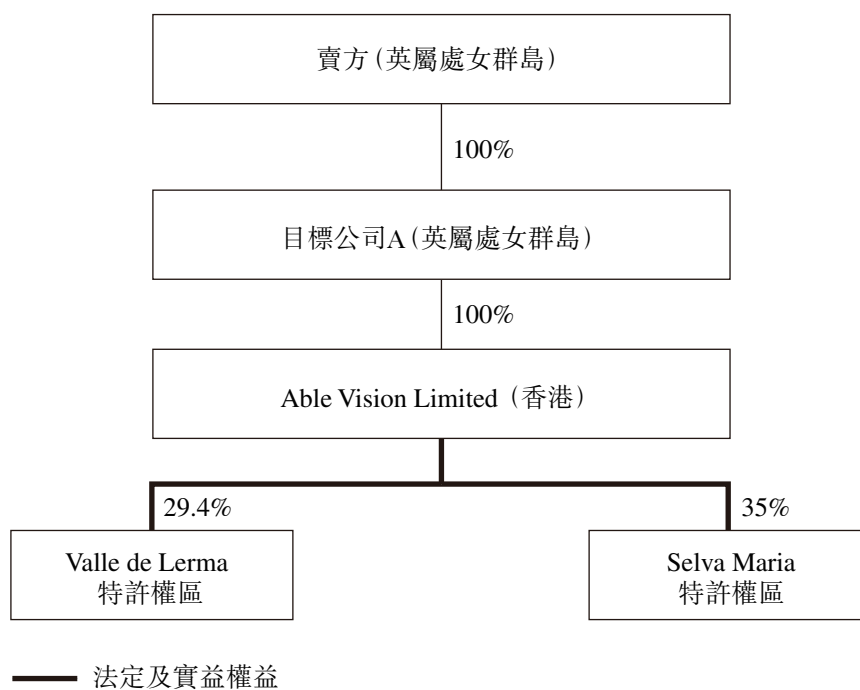 賣方(英屬處女群島)
100%
目標公司A(英屬處女群島)
100%
Able Vision Limited (香港)
29.4%
35%
Valle de Lerma
特許權區
Selva Maria
特許權區
法定及實益權益